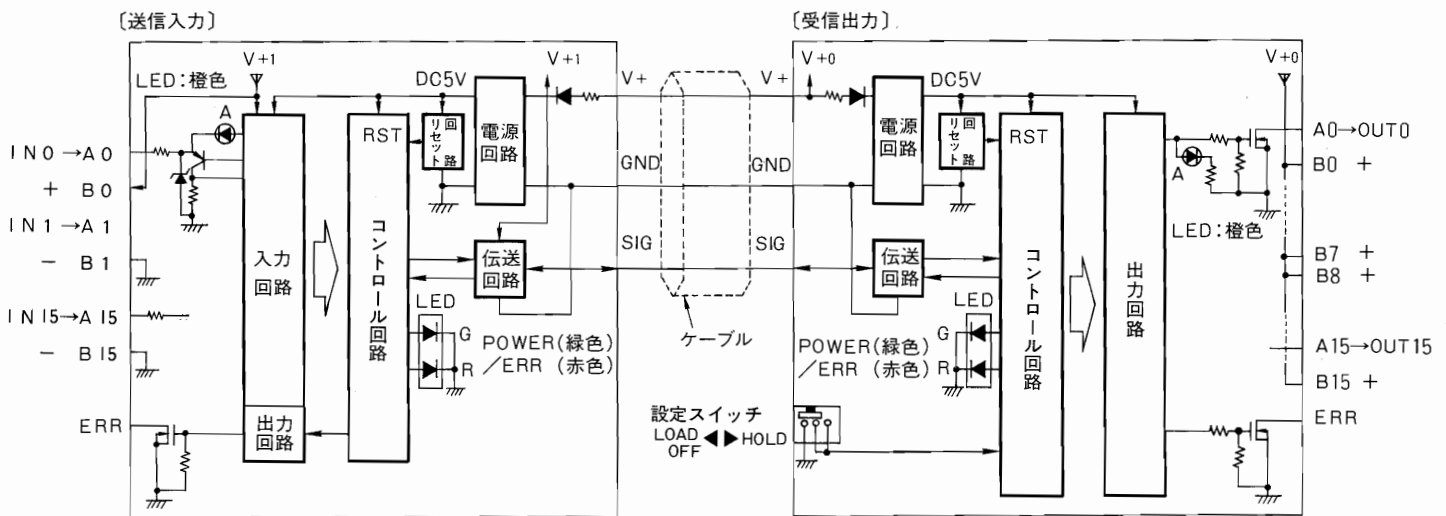 〔送信入力〕
LED:橙色
V+1
A
IN0→A0
+ B0
IN1→A1
- B1
IN15→A15
- B15
ERR
入力回路
出力回路
RST
コントロール回路
DC5V
リセット回路
電源回路
V+1
伝送回路
LED
G
R
POWER(緑色)
/ERR (赤色)
V+
GND
SIG
ケーブル
〔受信出力〕
V+
GND
SIG
V+0
電源回路
DC5V
リセット回路
伝送回路
LED
G
R
POWER(緑色)
/ERR (赤色)
設定スイッチ
LOAD OFF ◀▶ HOLD
RST
コントロール回路
出力回路
A
LED:橙色
V+0
A0→OUT0
B0 +
B7 +
B8 +
A15→OUT15
B15 +
ERR